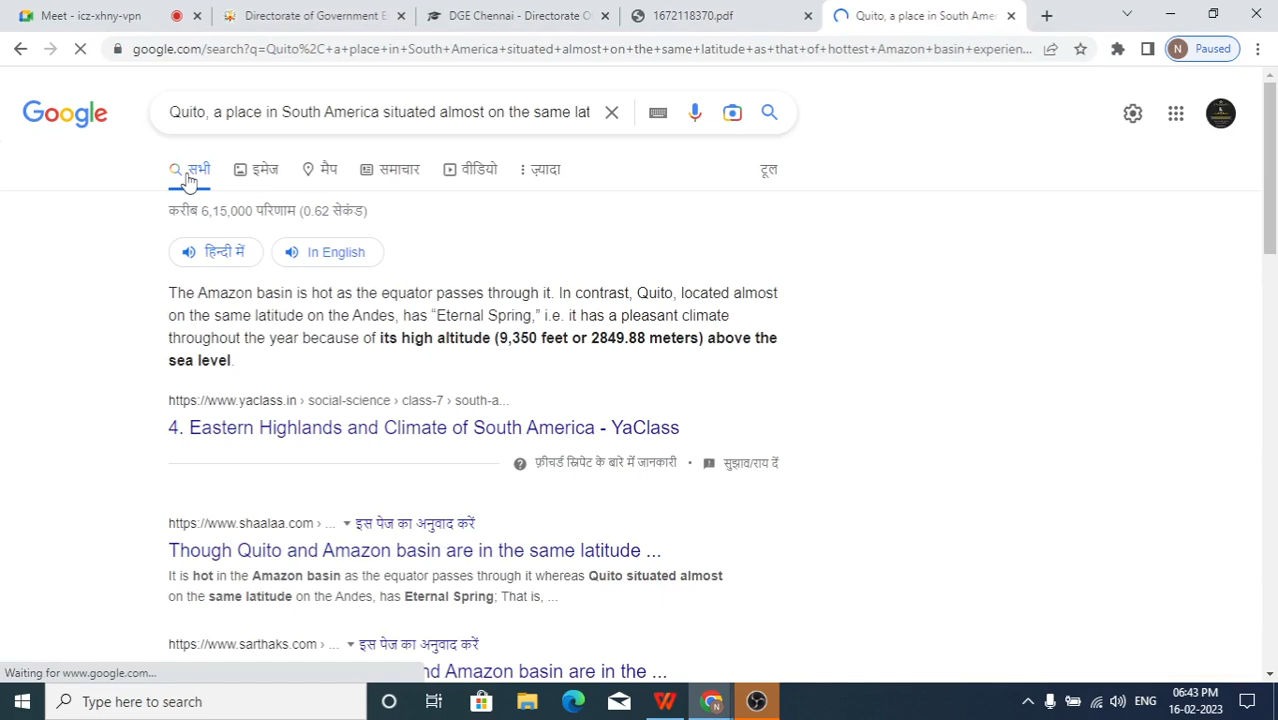 Meet - icz-xhny-vpn
Directorate of Government E
DGE Chennai - Directorate O
1672118370.pdf
Quito, a place in South Ame
google.com/search?q=Quito%2C+a+place+in+South+America+situated+almost+on+the+same+latitude+as+that+of+hottest+Amazon+basin+experien...
N Paused
Google
Quito, a place in South America situated almost on the same lat
सभी इमेज मैप समाचार वीडियो ज़्यादा टूल
करीब 6,15,000 परिणाम (0.62 सेकंड)
हिन्दी में In English
The Amazon basin is hot as the equator passes through it. In contrast, Quito, located almost
on the same latitude on the Andes, has “Eternal Spring,” i.e. it has a pleasant climate
throughout the year because of its high altitude (9,350 feet or 2849.88 meters) above the
sea level.
https://www.yaclass.in › social-science › class-7 › south-a...
4. Eastern Highlands and Climate of South America - YaClass
फ़ीचर्ड स्निपेट के बारे में जानकारी • सुझाव/राय दें
https://www.shaalaa.com › ... इस पेज का अनुवाद करें
Though Quito and Amazon basin are in the same latitude ...
It is hot in the Amazon basin as the equator passes through it whereas Quito situated almost
on the same latitude on the Andes, has Eternal Spring; That is, ...
https://www.sarthaks.com › ... इस पेज का अनुवाद करें
and Amazon basin are in the ...
Waiting for www.google.com...
Type here to search
N
ENG
06:43 PM
16-02-2023